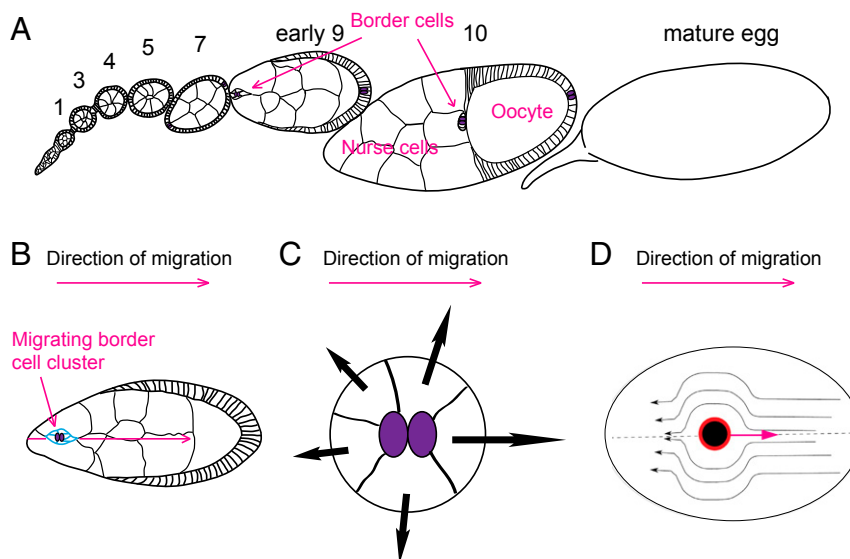 A
Border cells
early 9
10
mature egg
7
5
4
3
1
Oocyte
Nurse cells
B
Direction of migration
C
Direction of migration
D
Direction of migration
Migrating border
cell cluster